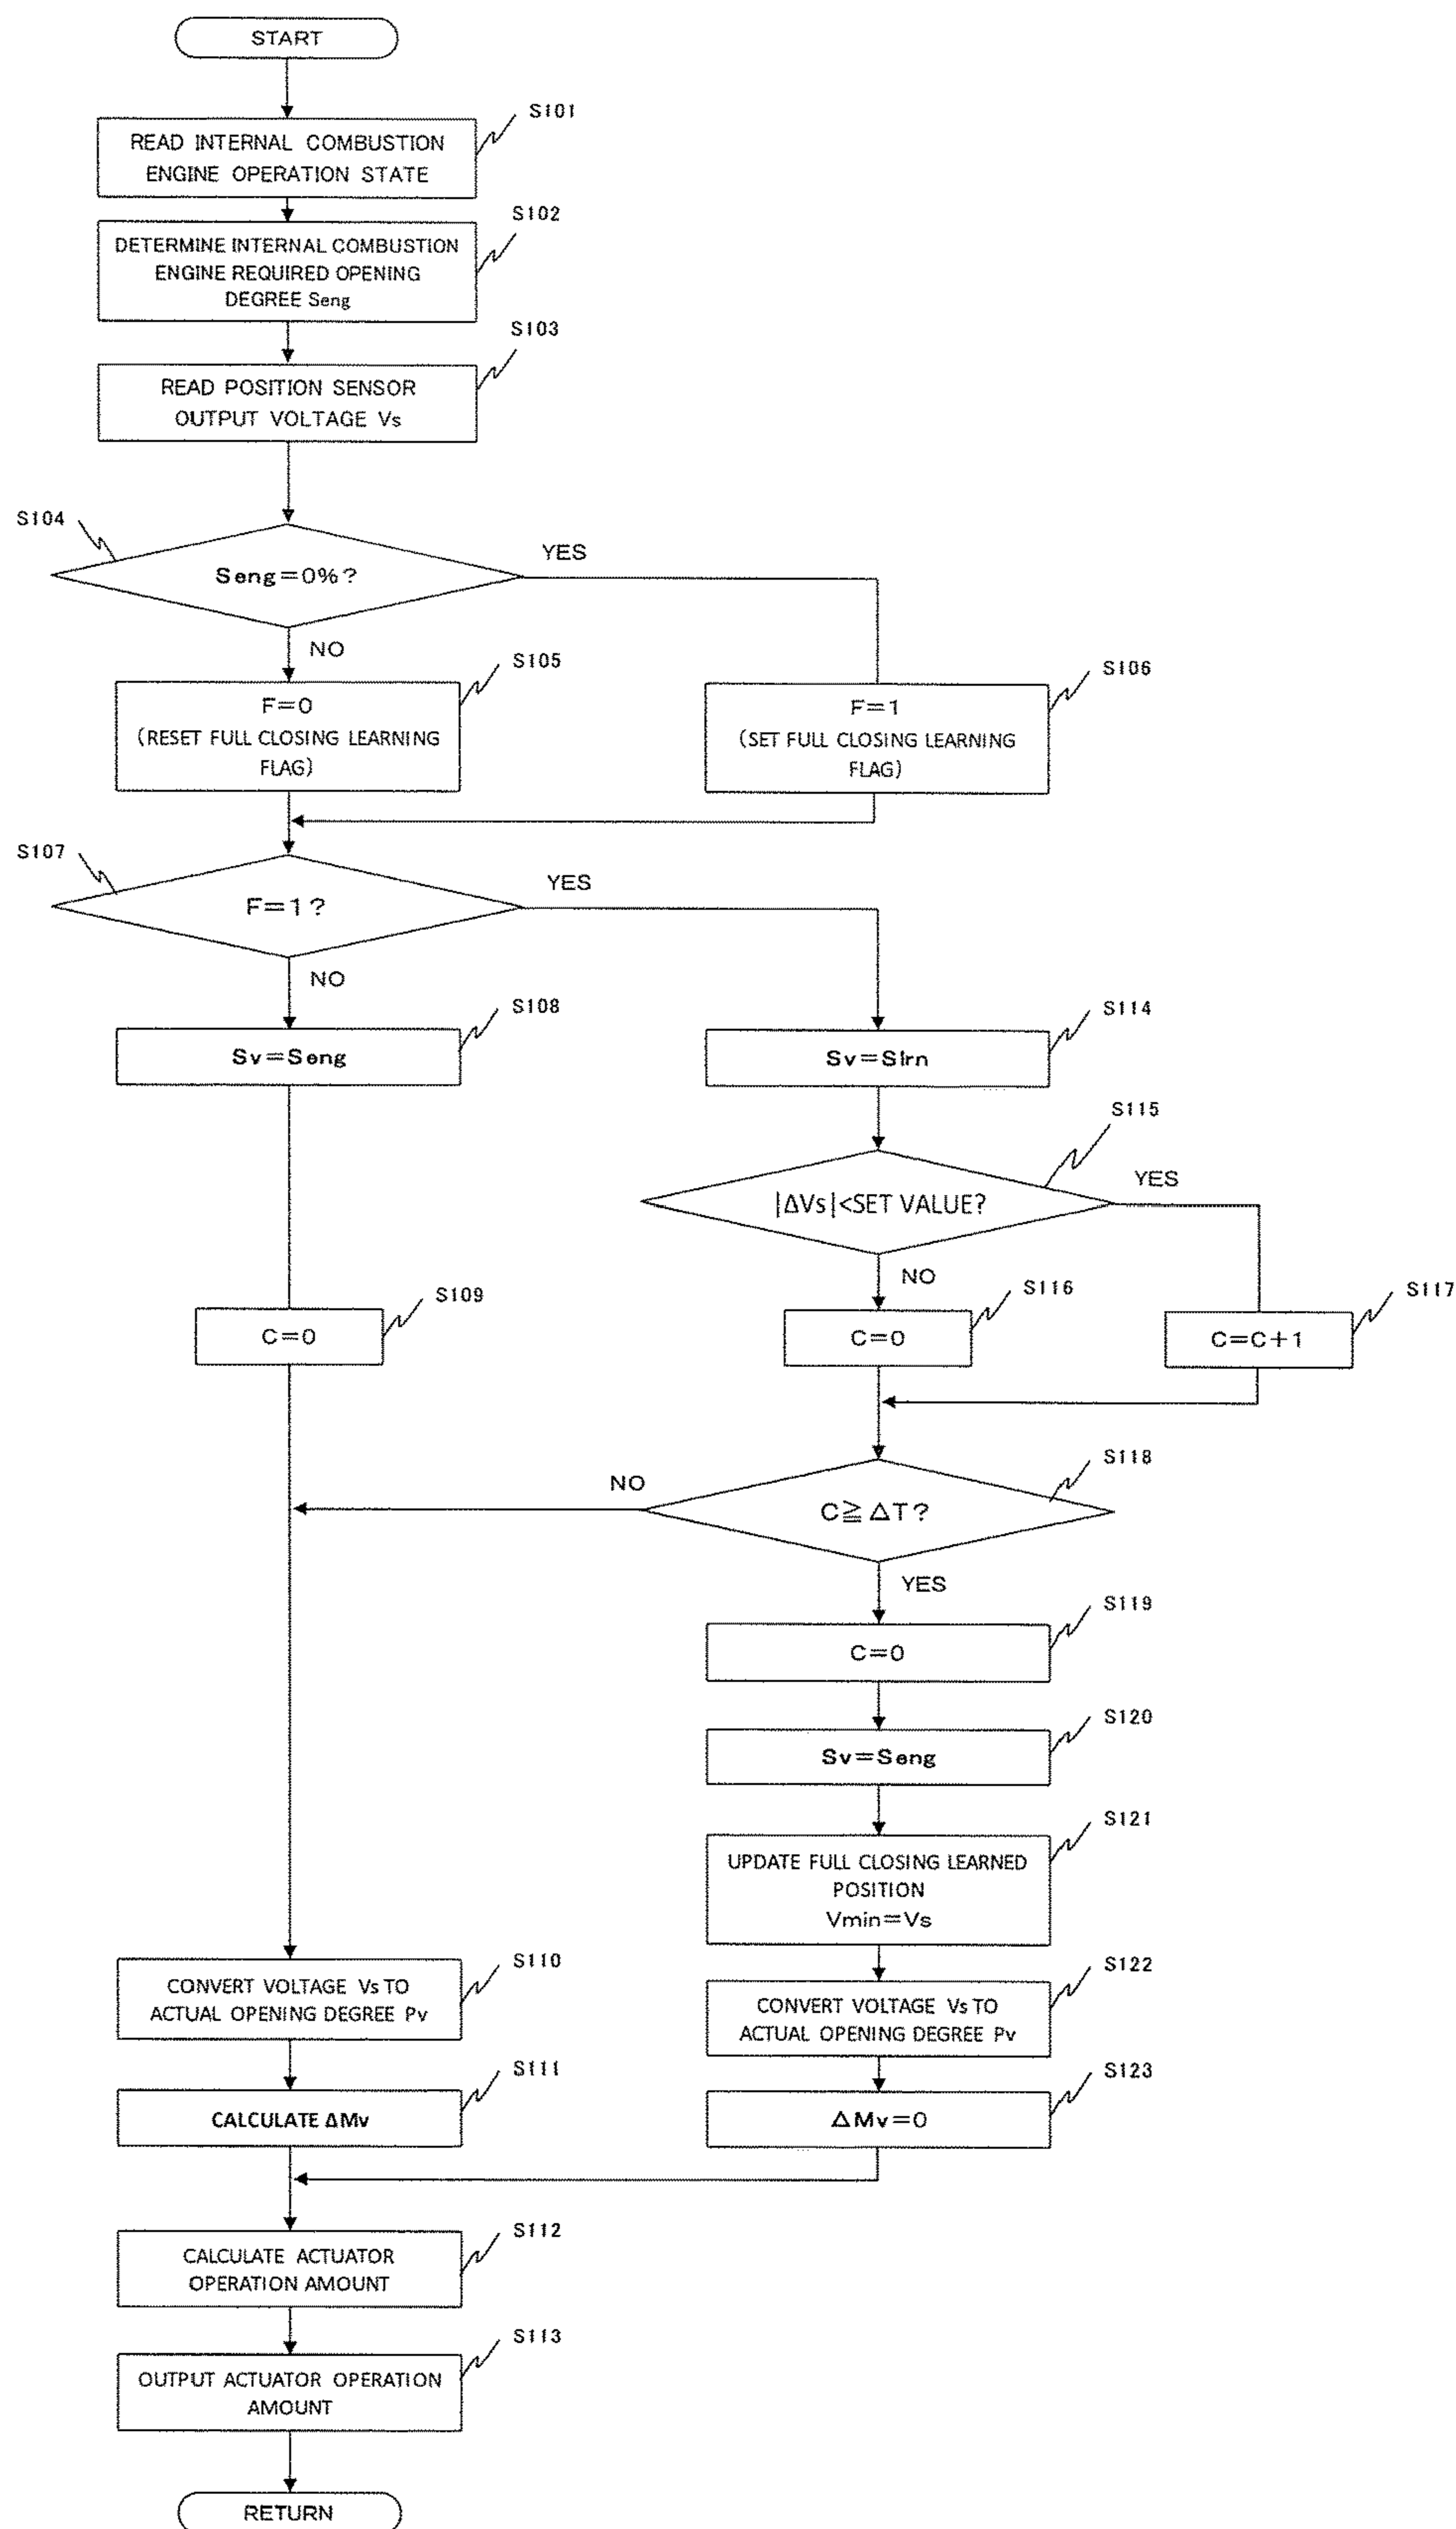 START
S101
READ INTERNAL COMBUSTION
ENGINE OPERATION STATE
S102
DETERMINE INTERNAL COMBUSTION
ENGINE REQUIRED OPENING
DEGREE Seng
S103
READ POSITION SENSOR
OUTPUT VOLTAGE Vs
S104
Seng=0%?
YES
NO
S105
F=0
(RESET FULL CLOSING LEARNING
FLAG)
S106
F=1
(SET FULL CLOSING LEARNING
FLAG)
S107
F=1?
YES
NO
S108
Sv=Seng
S114
Sv=Slrn
S115
|ΔVs|<SET VALUE?
YES
NO
S109
C=0
S116
C=0
S117
C=C+1
S118
C≧ΔT?
NO
YES
S119
C=0
S120
Sv=Seng
S121
UPDATE FULL CLOSING LEARNED
POSITION
Vmin=Vs
S110
CONVERT VOLTAGE Vs TO
ACTUAL OPENING DEGREE Pv
S122
CONVERT VOLTAGE Vs TO
ACTUAL OPENING DEGREE Pv
S111
CALCULATE ΔMv
S123
ΔMv=0
S112
CALCULATE ACTUATOR
OPERATION AMOUNT
S113
OUTPUT ACTUATOR OPERATION
AMOUNT
RETURN